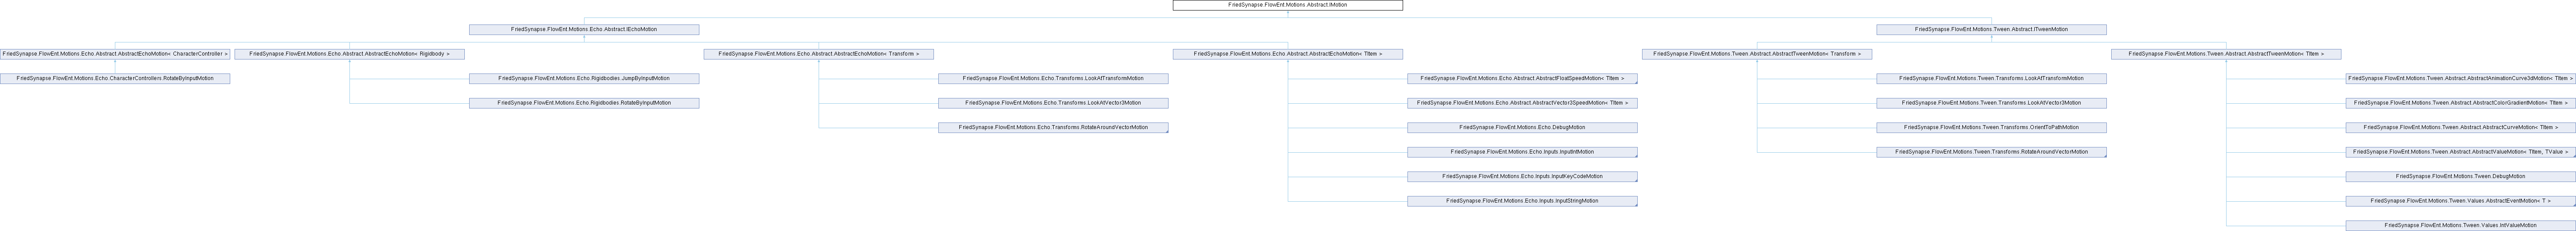 FriedSynapse.FlowEnt.Motions.Abstract.IMotion
FriedSynapse.FlowEnt.Motions.Echo.Abstract.IEchoMotion
FriedSynapse.FlowEnt.Motions.Tween.Abstract.ITweenMotion
FriedSynapse.FlowEnt.Motions.Echo.Abstract.AbstractEchoMotion< CharacterController >
FriedSynapse.FlowEnt.Motions.Echo.Abstract.AbstractEchoMotion< Rigidbody >
FriedSynapse.FlowEnt.Motions.Echo.Abstract.AbstractEchoMotion< Transform >
FriedSynapse.FlowEnt.Motions.Echo.Abstract.AbstractEchoMotion< TItem >
FriedSynapse.FlowEnt.Motions.Tween.Abstract.AbstractTweenMotion< Transform >
FriedSynapse.FlowEnt.Motions.Tween.Abstract.AbstractTweenMotion< TItem >
FriedSynapse.FlowEnt.Motions.Echo.CharacterControllers.RotateByInputMotion
FriedSynapse.FlowEnt.Motions.Echo.Rigidbodies.JumpByInputMotion
FriedSynapse.FlowEnt.Motions.Echo.Transforms.LookAtTransformMotion
FriedSynapse.FlowEnt.Motions.Echo.Abstract.AbstractFloatSpeedMotion< TItem >
FriedSynapse.FlowEnt.Motions.Tween.Transforms.LookAtTransformMotion
FriedSynapse.FlowEnt.Motions.Tween.Abstract.AbstractAnimationCurve3dMotion< TItem >
FriedSynapse.FlowEnt.Motions.Echo.Rigidbodies.RotateByInputMotion
FriedSynapse.FlowEnt.Motions.Echo.Transforms.LookAtVector3Motion
FriedSynapse.FlowEnt.Motions.Echo.Abstract.AbstractVector3SpeedMotion< TItem >
FriedSynapse.FlowEnt.Motions.Tween.Transforms.LookAtVector3Motion
FriedSynapse.FlowEnt.Motions.Tween.Abstract.AbstractColorGradientMotion< TItem >
FriedSynapse.FlowEnt.Motions.Echo.Transforms.RotateAroundVectorMotion
FriedSynapse.FlowEnt.Motions.Echo.DebugMotion
FriedSynapse.FlowEnt.Motions.Tween.Transforms.OrientToPathMotion
FriedSynapse.FlowEnt.Motions.Tween.Abstract.AbstractCurveMotion< TItem >
FriedSynapse.FlowEnt.Motions.Echo.Inputs.InputIntMotion
FriedSynapse.FlowEnt.Motions.Tween.Transforms.RotateAroundVectorMotion
FriedSynapse.FlowEnt.Motions.Tween.Abstract.AbstractValueMotion< TItem, TValue >
FriedSynapse.FlowEnt.Motions.Echo.Inputs.InputKeyCodeMotion
FriedSynapse.FlowEnt.Motions.Tween.DebugMotion
FriedSynapse.FlowEnt.Motions.Echo.Inputs.InputStringMotion
FriedSynapse.FlowEnt.Motions.Tween.Values.AbstractEventMotion< T >
FriedSynapse.FlowEnt.Motions.Tween.Values.IntValueMotion